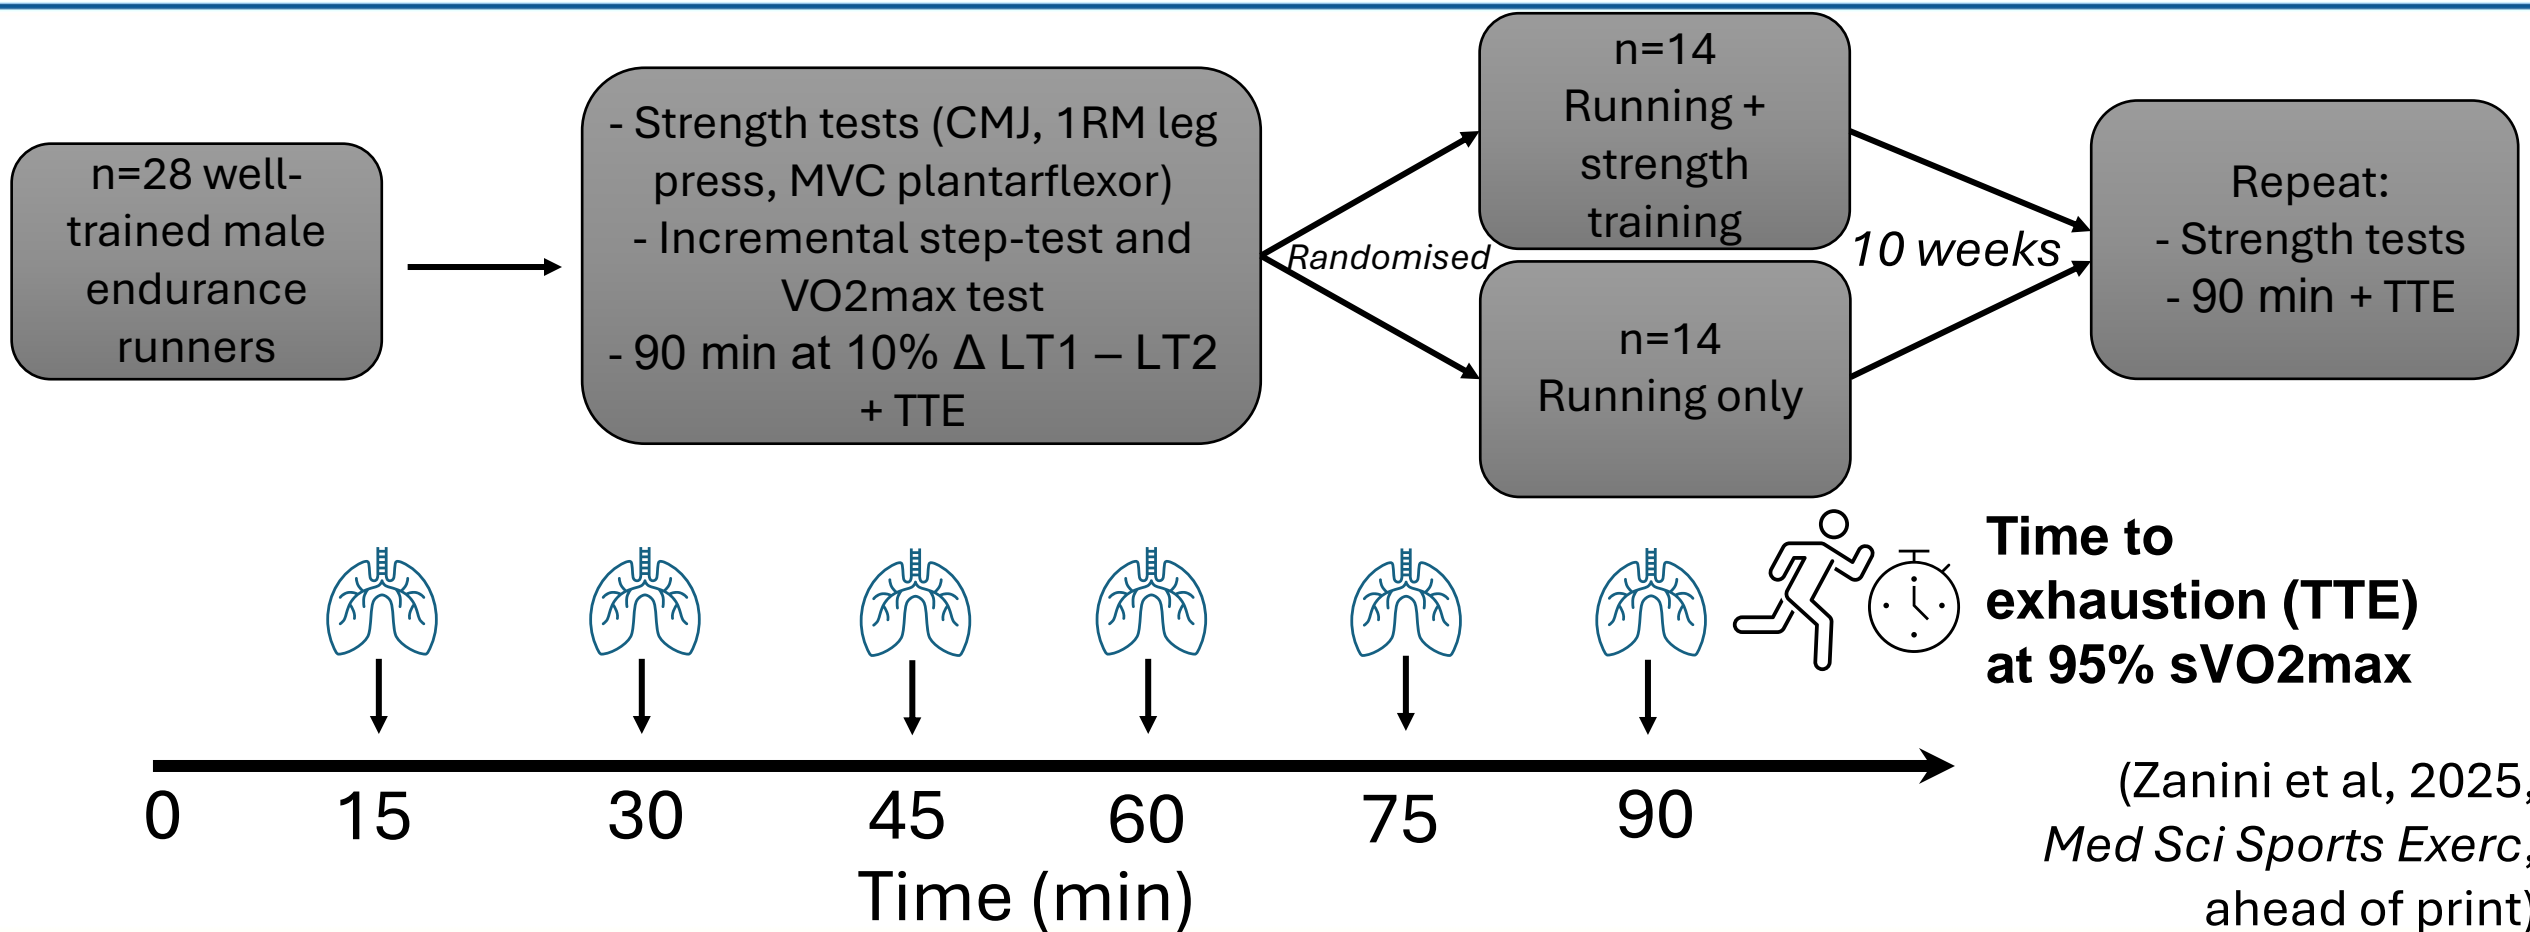 n=28 well-
trained male
endurance
runners
- Strength tests (CMJ, 1RM leg
press, MVC plantarflexor)
- Incremental step-test and
VO2max test
- 90 min at 10% Δ LT1 – LT2
+ TTE
Randomised
n=14
Running +
strength
training
n=14
Running only
10 weeks
Repeat:
- Strength tests
- 90 min + TTE
Time to
exhaustion (TTE)
at 95% sVO2max
0 15 30 45 60 75 90
Time (min)
(Zanini et al, 2025,
Med Sci Sports Exerc,
ahead of print)